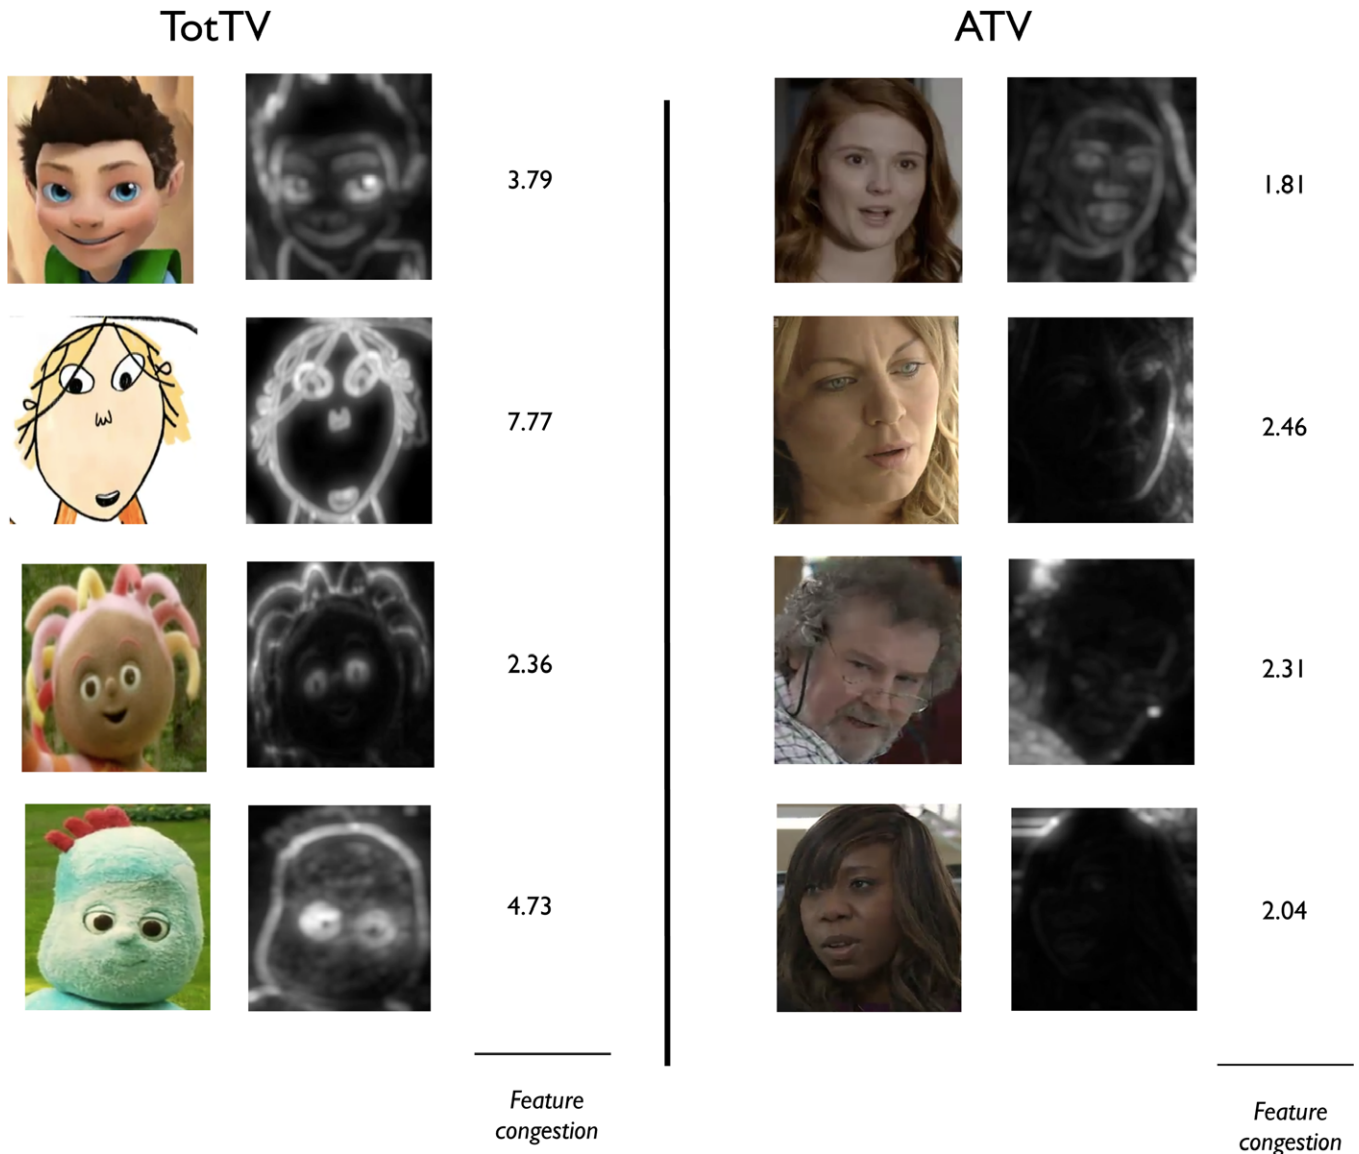 TotTV
ATV
3.79
1.81
7.77
2.46
2.36
2.31
4.73
2.04
Feature
congestion
Feature
congestion